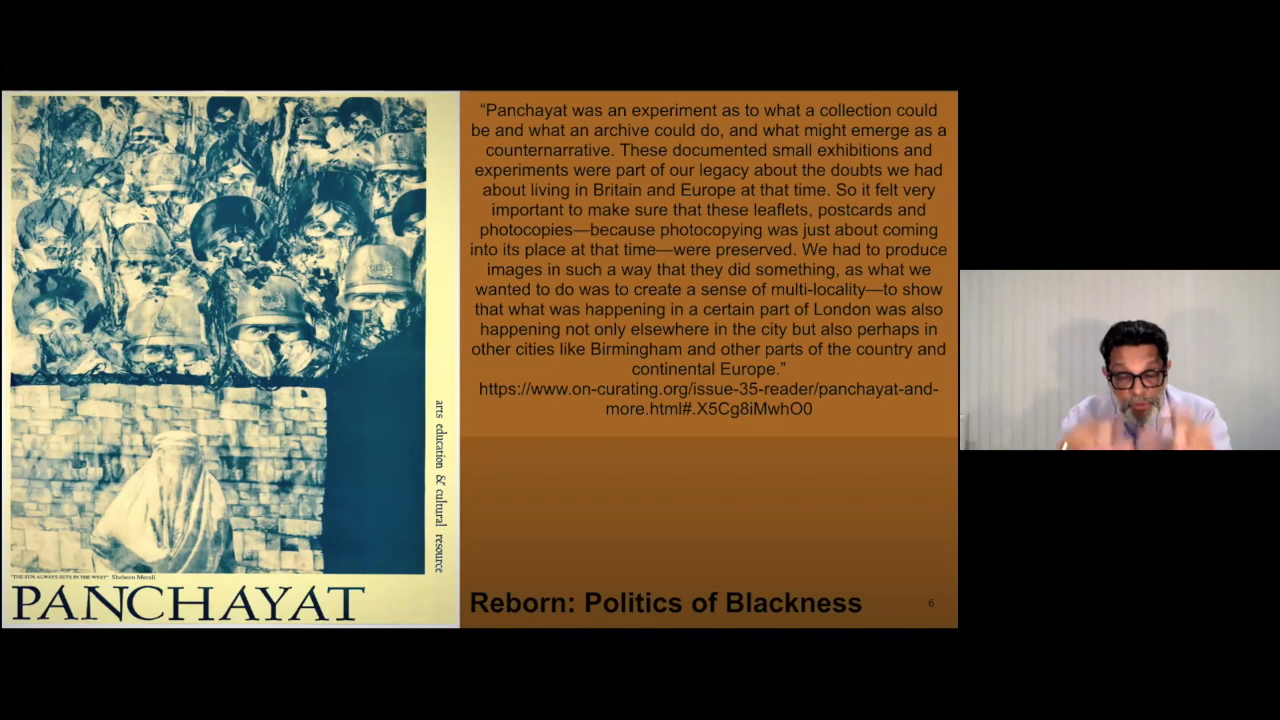 arts education & cultural resource
"THE SUN ALWAYS SETS IN THE WEST" Shaheen Merali
PANCHAYAT
“Panchayat was an experiment as to what a collection could
be and what an archive could do, and what might emerge as a
counternarrative. These documented small exhibitions and
experiments were part of our legacy about the doubts we had
about living in Britain and Europe at that time. So it felt very
important to make sure that these leaflets, postcards and
photocopies—because photocopying was just about coming
into its place at that time—were preserved. We had to produce
images in such a way that they did something, as what we
wanted to do was to create a sense of multi-locality—to show
that what was happening in a certain part of London was also
happening not only elsewhere in the city but also perhaps in
other cities like Birmingham and other parts of the country and
continental Europe.”
https://www.on-curating.org/issue-35-reader/panchayat-and-
more.html#.X5Cg8iMwhO0
Reborn: Politics of Blackness
6